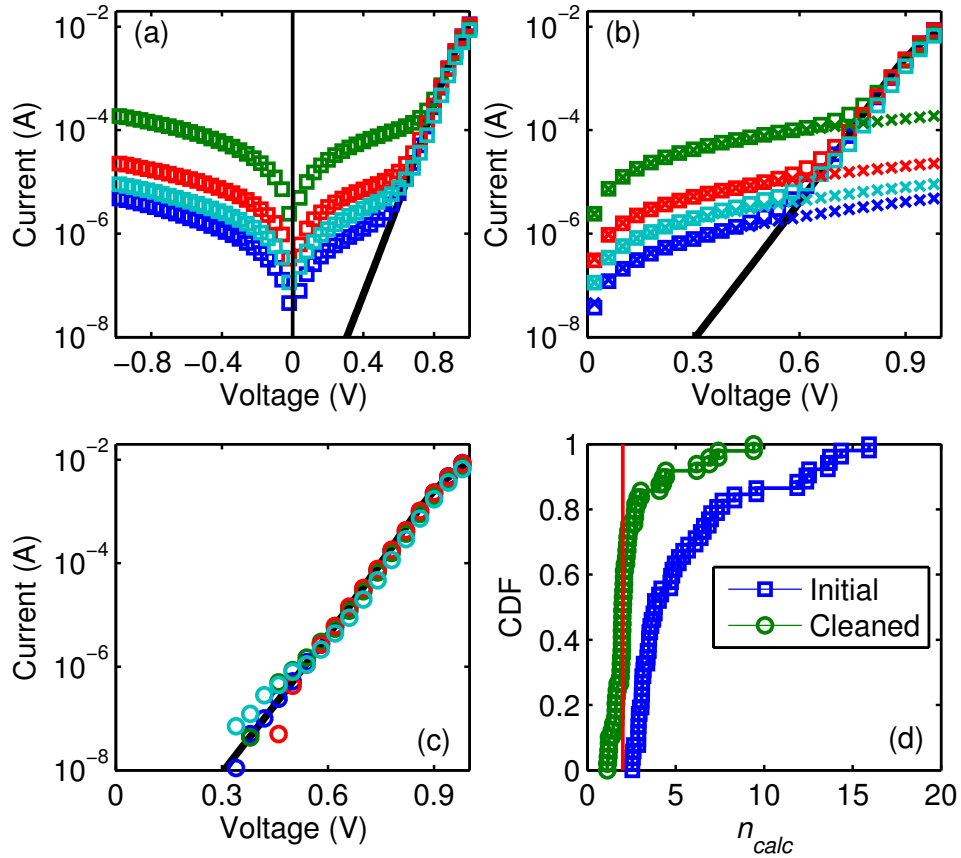 (a)
Current (A)
10⁻²
10⁻⁴
10⁻⁶
10⁻⁸
−0.8 −0.4 0 0.4 0.8
Voltage (V)
(b)
Current (A)
10⁻²
10⁻⁴
10⁻⁶
10⁻⁸
0 0.3 0.6 0.9
Voltage (V)
(c)
Current (A)
10⁻²
10⁻⁴
10⁻⁶
10⁻⁸
0 0.3 0.6 0.9
Voltage (V)
(d)
CDF
1
0.8
0.6
0.4
0.2
0
Initial
Cleaned
0 5 10 15 20
n_calc